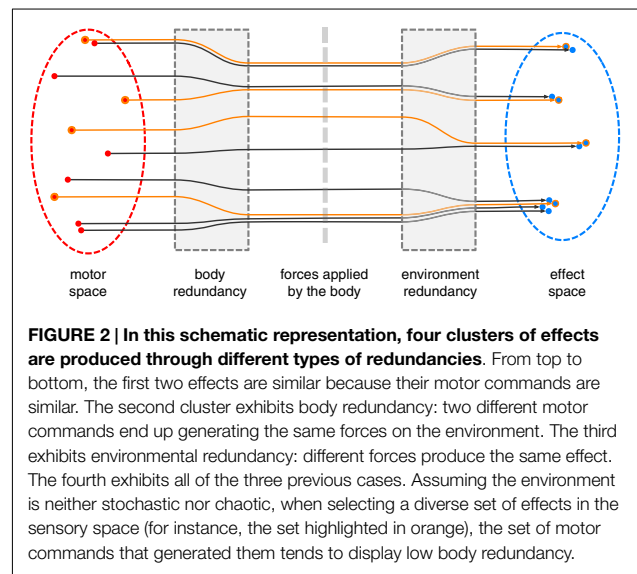 motor
space
body
redundancy
forces applied
by the body
environment
redundancy
effect
space
FIGURE 2 | In this schematic representation, four clusters of effects
are produced through different types of redundancies. From top to
bottom, the first two effects are similar because their motor commands are
similar. The second cluster exhibits body redundancy: two different motor
commands end up generating the same forces on the environment. The third
exhibits environmental redundancy: different forces produce the same effect.
The fourth exhibits all of the three previous cases. Assuming the environment
is neither stochastic nor chaotic, when selecting a diverse set of effects in the
sensory space (for instance, the set highlighted in orange), the set of motor
commands that generated them tends to display low body redundancy.